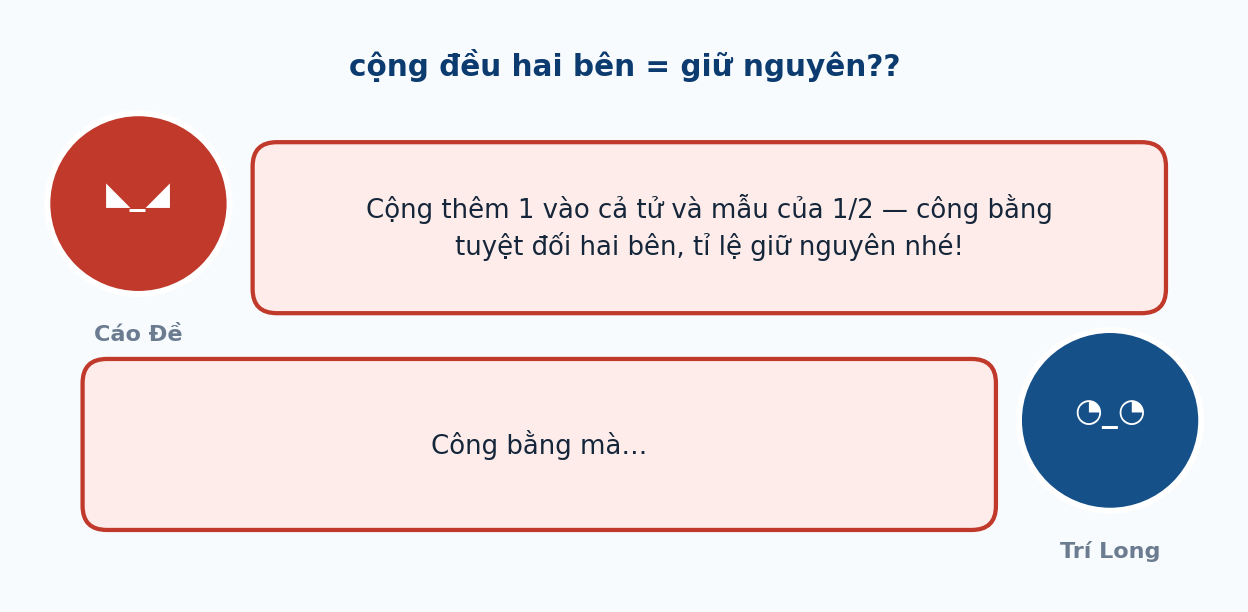 cộng đều hai bên = giữ nguyên??
Cộng thêm 1 vào cả tử và mẫu của 1/2 — công bằng
tuyệt đối hai bên, tỉ lệ giữ nguyên nhé!
Cáo Đề
Công bằng mà…
◔_◔
Trí Long